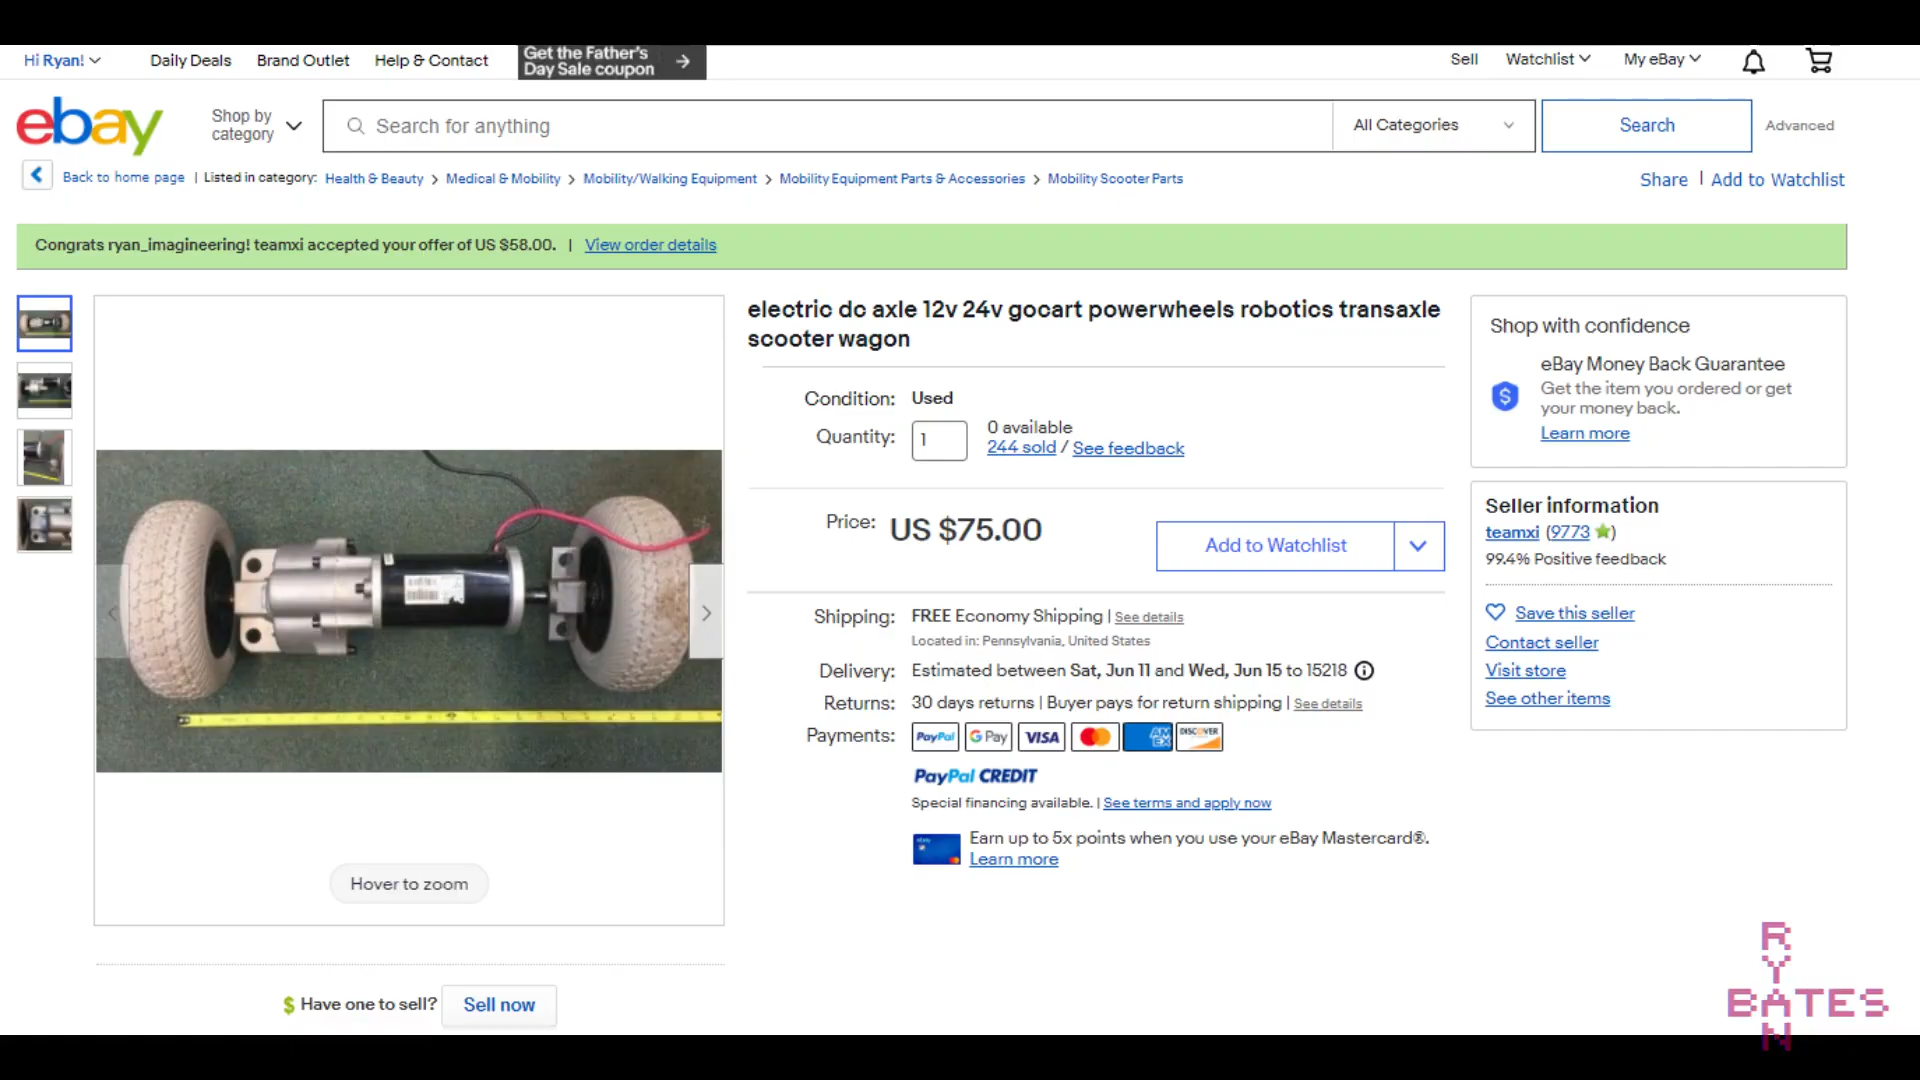 Hi Ryan!
Daily Deals
Brand Outlet
Help & Contact
Get the Father's
Day Sale coupon
Sell
Watchlist
My eBay
ebay
Shop by
category
Search for anything
All Categories
Search
Advanced
Back to home page | Listed in category: Health & Beauty > Medical & Mobility > Mobility/Walking Equipment > Mobility Equipment Parts & Accessories > Mobility Scooter Parts
Share | Add to Watchlist
Congrats ryan_imagineering! teamxi accepted your offer of US $58.00. | View order details
electric dc axle 12v 24v gocart powerwheels robotics transaxle
scooter wagon
Condition: Used
Quantity: 1
0 available
244 sold / See feedback
Price: US $75.00
Add to Watchlist
Shipping: FREE Economy Shipping | See details
Located in: Pennsylvania, United States
Delivery: Estimated between Sat, Jun 11 and Wed, Jun 15 to 15218
Returns: 30 days returns | Buyer pays for return shipping | See details
Payments: PayPal G Pay VISA AM EX DISCOVER
PayPal CREDIT
Special financing available. | See terms and apply now
Earn up to 5x points when you use your eBay Mastercard®.
Learn more
Shop with confidence
eBay Money Back Guarantee
Get the item you ordered or get
your money back.
Learn more
Seller information
teamxi (9773)
99.4% Positive feedback
Save this seller
Contact seller
Visit store
See other items
Hover to zoom
$ Have one to sell? Sell now
RYAN
BATES